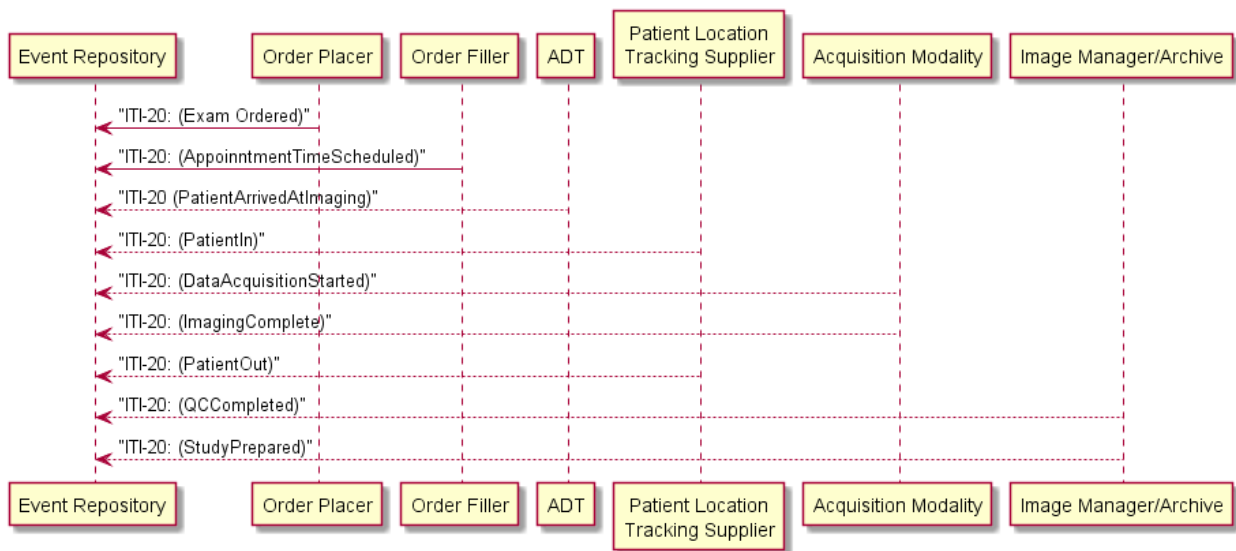 Patient Location
Event Repository Order Placer Order Filler ADT Tracking Supplier Acquisition Modality Image Manager/Archive
"ITI-20: (Exam Ordered)"
"ITI-20: (AppoinntmentTimeScheduled)"
"ITI-20 (PatientArrivedAtImaging)"
"ITI-20: (PatientIn)"
"ITI-20: (DataAcquisitionStarted)"
"ITI-20: (ImagingComplete)"
"ITI-20: (PatientOut)"
"ITI-20: (QCCompleted)"
"ITI-20: (StudyPrepared)"
Event Repository Order Placer Order Filler ADT Patient Location Acquisition Modality Image Manager/Archive
Tracking Supplier